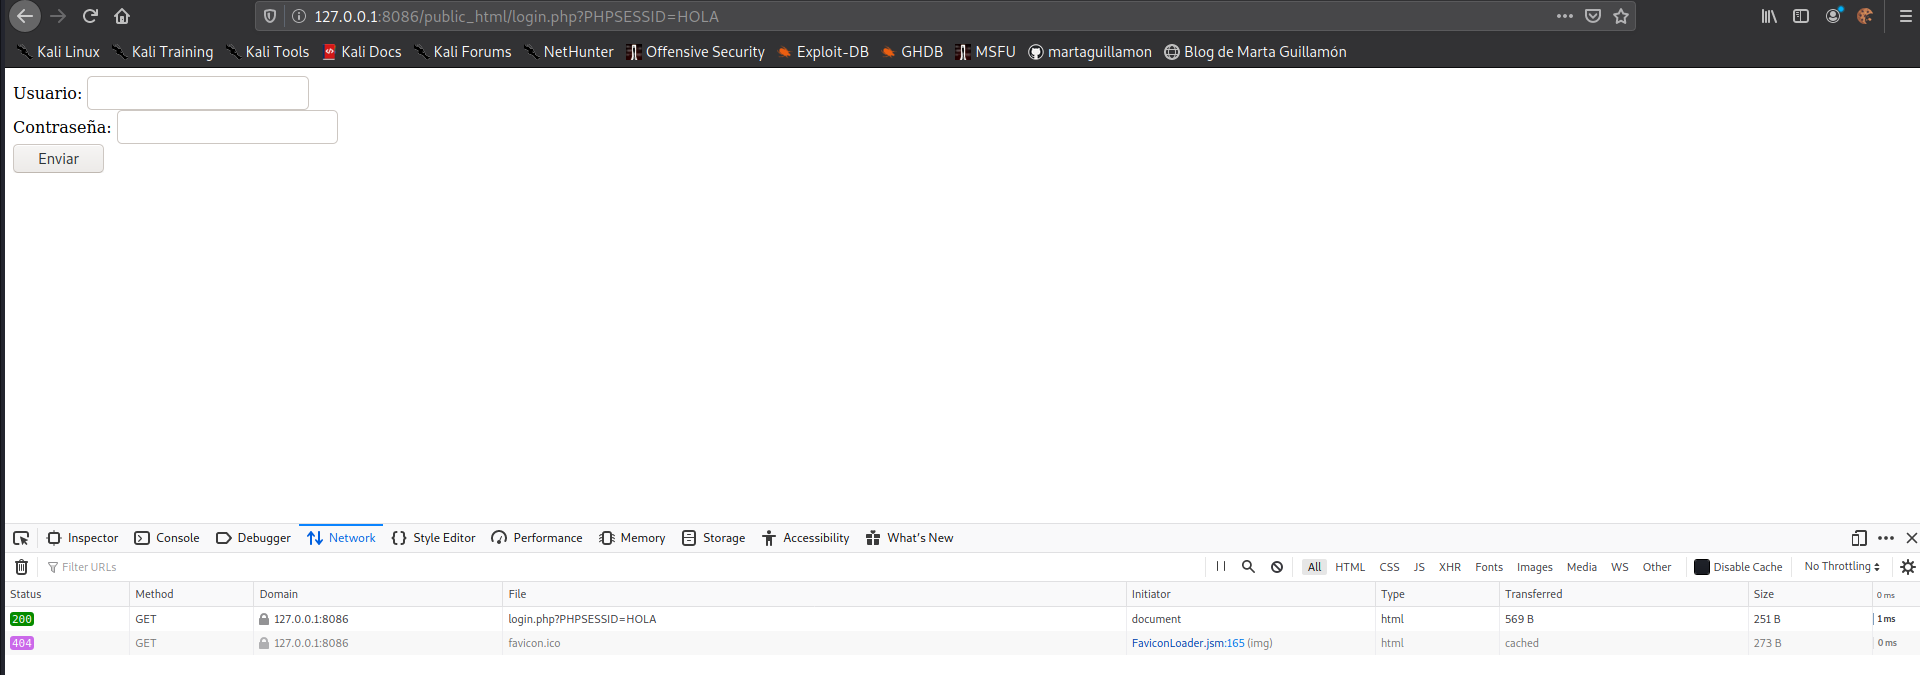 127.0.0.1:8086/public_html/login.php?PHPSESSID=HOLA
Kali Linux Kali Training Kali Tools Kali Docs Kali Forums NetHunter Offensive Security Exploit-DB GHDB MSFU martaguillamon Blog de Marta Guillamón
Usuario:
Contraseña:
Enviar
Inspector Console Debugger Network Style Editor Performance Memory Storage Accessibility What's New
Filter URLs All HTML CSS JS XHR Fonts Images Media WS Other Disable Cache No Throttling
Status Method Domain File Initiator Type Transferred Size 0 ms
200 GET 127.0.0.1:8086 login.php?PHPSESSID=HOLA document html 569 B 251 B 1 ms
404 GET 127.0.0.1:8086 favicon.ico FaviconLoader.jsm:165 (img) html cached 273 B 0 ms